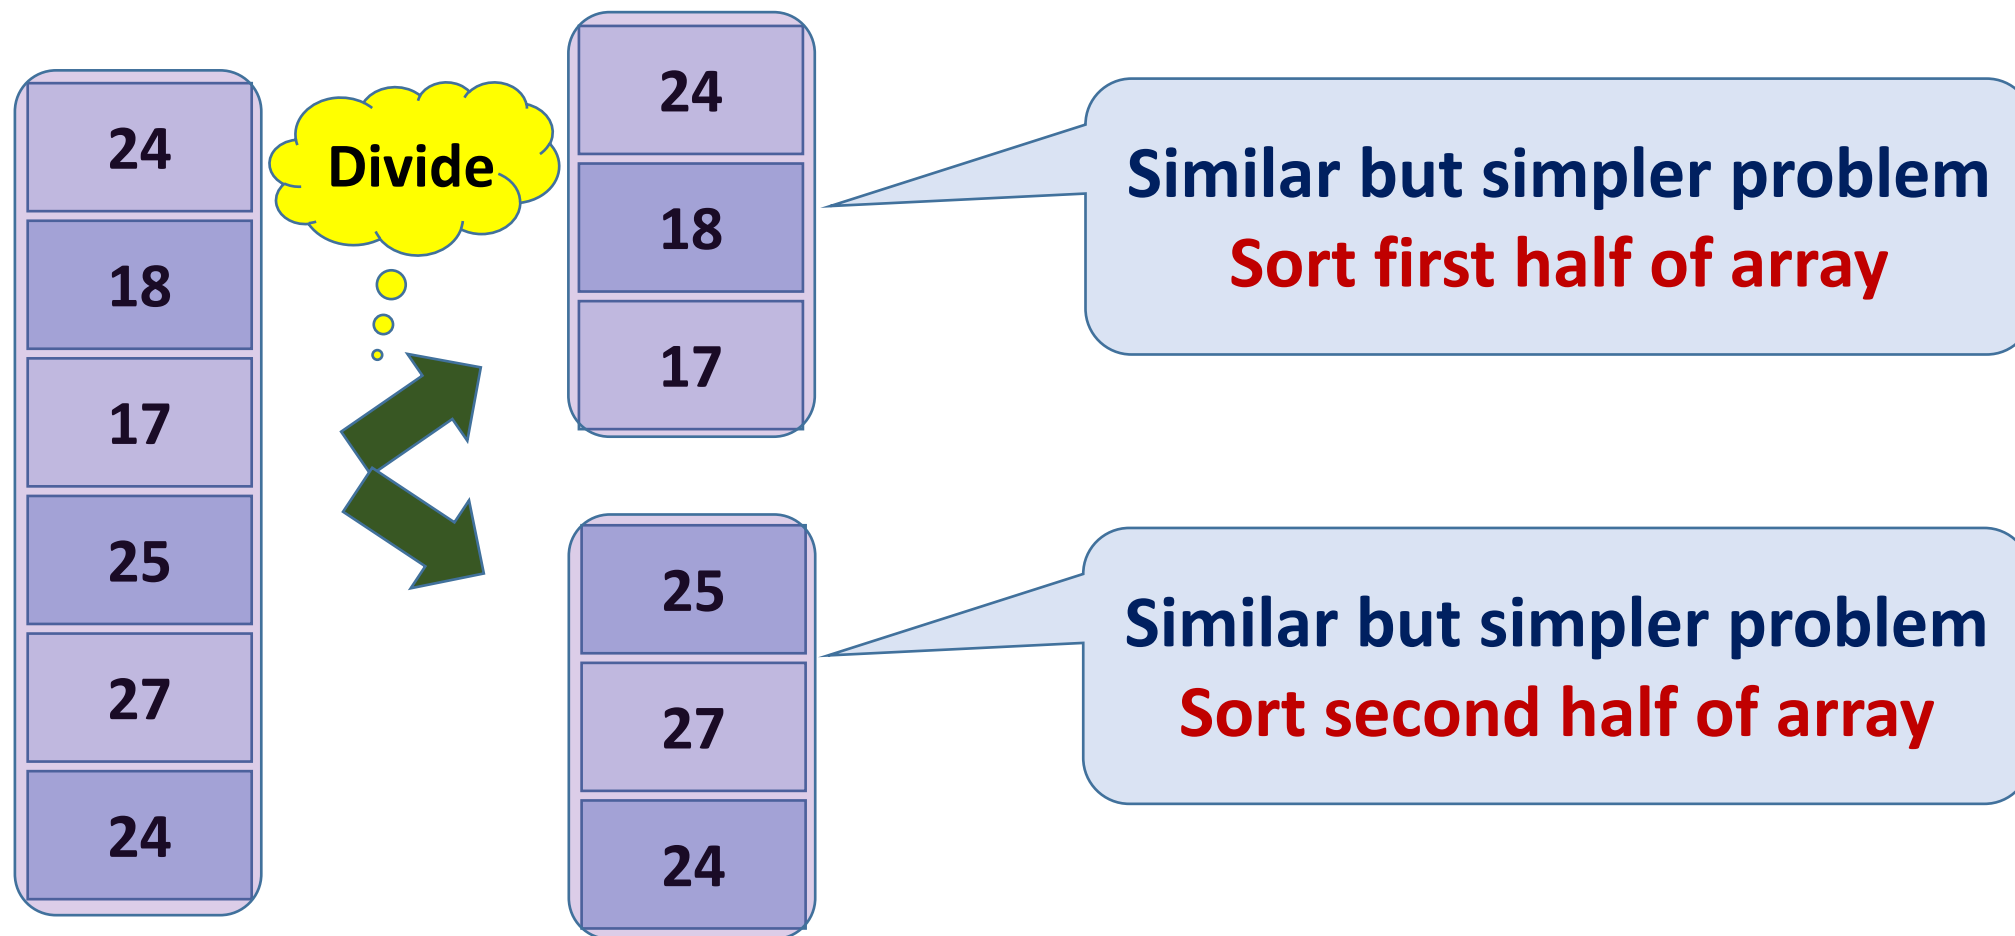 24
18
17
25
27
24
Divide
24
18
17
25
27
24
Similar but simpler problem
Sort first half of array
Similar but simpler problem
Sort second half of array